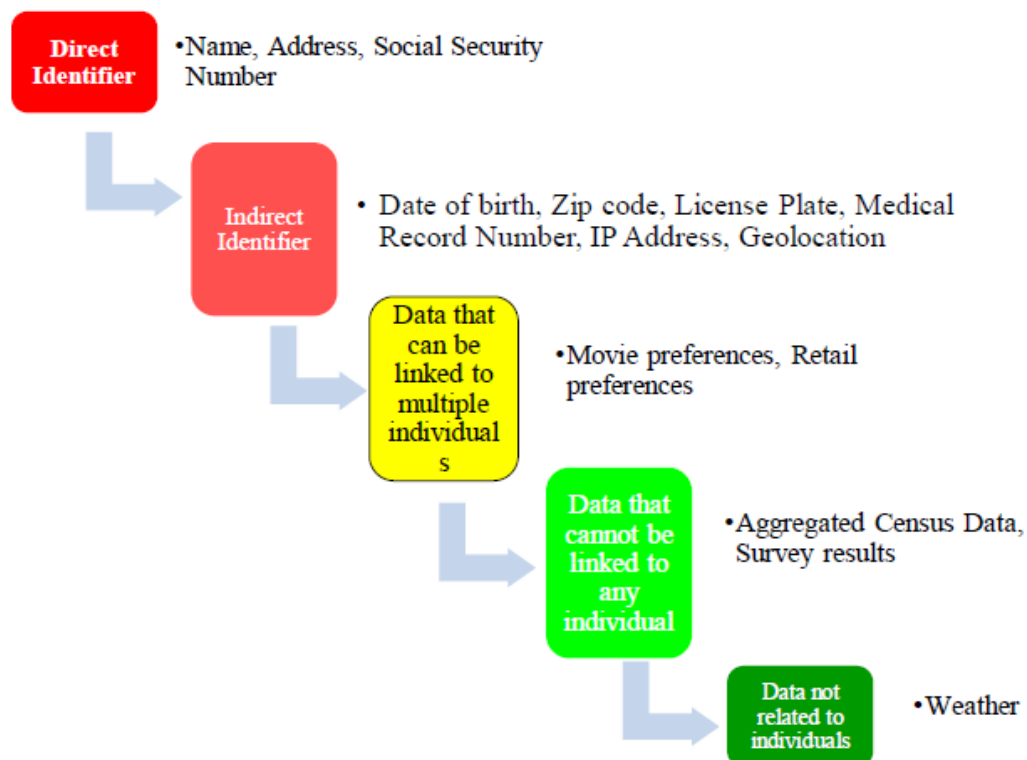 Direct
Identifier
•Name, Address, Social Security
Number
Indirect
Identifier
• Date of birth, Zip code, License Plate, Medical
Record Number, IP Address, Geolocation
Data that
can be
linked to
multiple
individual
s
•Movie preferences, Retail
preferences
Data that
cannot be
linked to
any
individual
•Aggregated Census Data,
Survey results
Data not
related to
individuals
•Weather